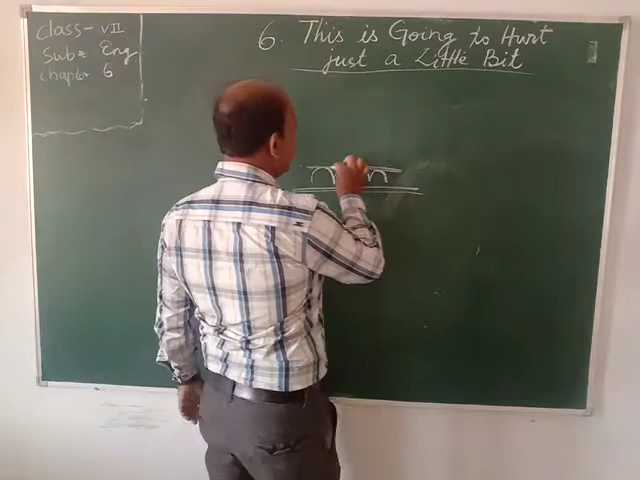 class- VII
Sub= Eng
chapter 6
6. This is Going to Hurt
just a Little Bit